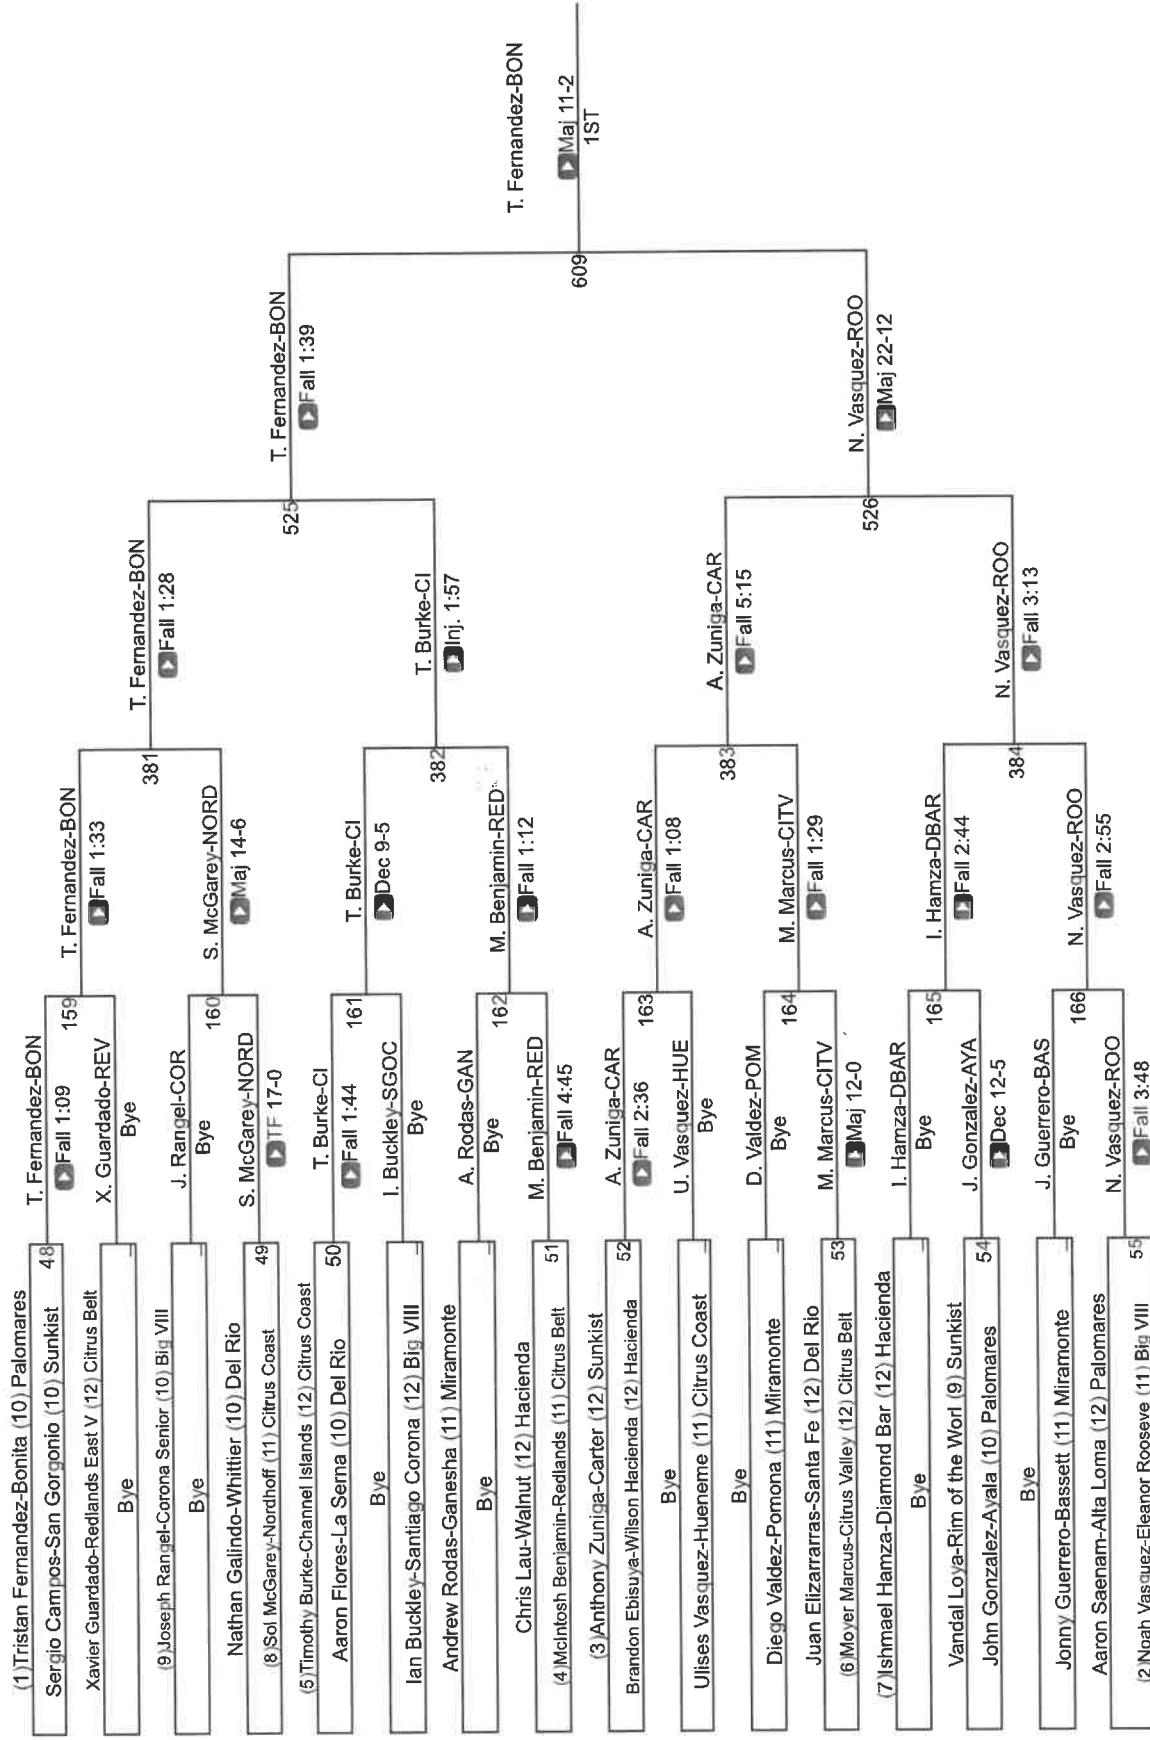 (1)Tristan Fernandez-Bonita (10) Palomares
Sergio Campos-San Gorgonio (10) Sunkist
48
Xavier Guardado-Redlands East V (12) Citrus Belt
Bye
(9)Joseph Rangel-Corona Senior (10) Big VIII
Bye
Nathan Galindo-Whittier (10) Del Rio
(8)Sol McGarey-Nordhoff (11) Citrus Coast
49
(5)Timothy Burke-Channel Islands (12) Citrus Coast
Aaron Flores-La Serna (10) Del Rio
50
Bye
Ian Buckley-Santiago Corona (12) Big VIII
Andrew Rodas-Ganesha (11) Miramonte
Bye
Chris Lau-Walnut (12) Hacienda
(4)McIntosh Benjamin-Redlands (11) Citrus Belt
51
(3)Anthony Zuniga-Carter (12) Sunkist
Brandon Ebisuya-Wilson Hacienda (12) Hacienda
52
Bye
Ulises Vasquez-Hueneme (11) Citrus Coast
Bye
Diego Valdez-Pomona (11) Miramonte
Juan Elizarraras-Santa Fe (12) Del Rio
(6)Moyer Marcus-Citrus Valley (12) Citrus Belt
53
(7)Ishmael Hamza-Diamond Bar (12) Hacienda
Bye
Vandal Loya-Rim of the Worl (9) Sunkist
John Gonzalez-Ayala (10) Palomares
54
Bye
Jonny Guerrero-Bassett (11) Miramonte
Aaron Saenam-Alta Loma (12) Palomares
(2)Noah Vasquez-Eleanor Rooseve (11) Big VIII
55
T. Fernandez-BON
Fall 1:09
159
X. Guardado-REV
Bye
J. Rangel-COR
Bye
160
S. McGarey-NORD
TF 17-0
T. Burke-CI
Fall 1:44
161
I. Buckley-SGOC
Bye
A. Rodas-GAN
Bye
162
M. Benjamin-RED
Fall 4:45
A. Zuniga-CAR
Fall 2:36
163
U. Vasquez-HUE
Bye
D. Valdez-POM
Bye
164
M. Marcus-CITV
Maj 12-0
I. Hamza-DBAR
Bye
165
J. Gonzalez-AYA
Dec 12-5
J. Guerrero-BAS
Bye
166
N. Vasquez-ROO
Fall 3:48
T. Fernandez-BON
Fall 1:33
381
S. McGarey-NORD
Maj 14-6
T. Burke-CI
Dec 9-5
382
M. Benjamin-RED
Fall 1:12
A. Zuniga-CAR
Fall 1:08
383
M. Marcus-CITV
Fall 1:29
I. Hamza-DBAR
Fall 2:44
384
N. Vasquez-ROO
Fall 2:55
T. Fernandez-BON
Fall 1:28
525
T. Burke-CI
Inj. 1:57
A. Zuniga-CAR
Fall 5:15
526
N. Vasquez-ROO
Fall 3:13
T. Fernandez-BON
Fall 1:39
609
N. Vasquez-ROO
Maj 22-12
T. Fernandez-BON
Maj 11-2
1ST